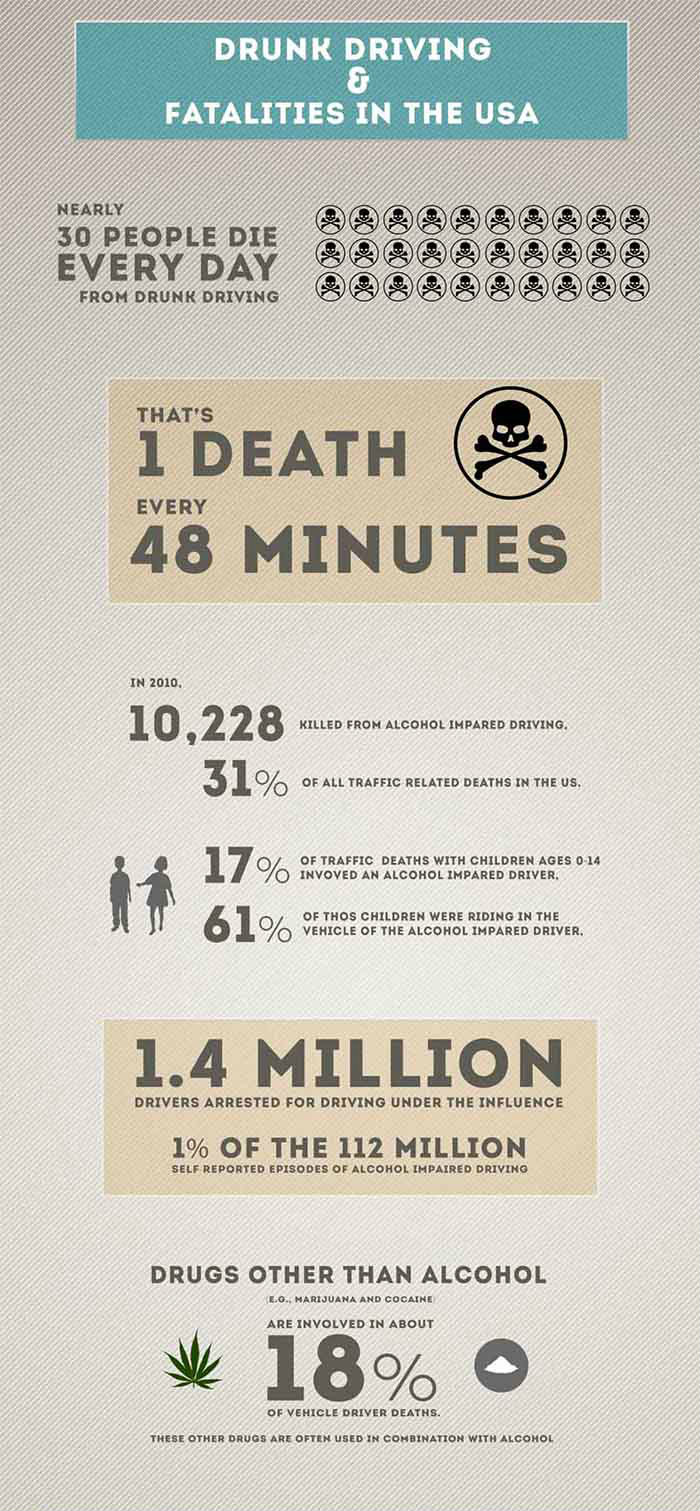 DRUNK DRIVING
&
FATALITIES IN THE USA
NEARLY
30 PEOPLE DIE
EVERY DAY
FROM DRUNK DRIVING
THAT'S
1 DEATH
EVERY
48 MINUTES
IN 2010,
10,228 KILLED FROM ALCOHOL IMPARED DRIVING,
31% OF ALL TRAFFIC RELATED DEATHS IN THE US.
17% OF TRAFFIC DEATHS WITH CHILDREN AGES 0-14
INVOVED AN ALCOHOL IMPARED DRIVER,
61% OF THOS CHILDREN WERE RIDING IN THE
VEHICLE OF THE ALCOHOL IMPARED DRIVER,
1.4 MILLION
DRIVERS ARRESTED FOR DRIVING UNDER THE INFLUENCE
1% OF THE 112 MILLION
SELF REPORTED EPISODES OF ALCOHOL IMPAIRED DRIVING
DRUGS OTHER THAN ALCOHOL
(E.G., MARIJUANA AND COCAINE)
ARE INVOLVED IN ABOUT
18%
OF VEHICLE DRIVER DEATHS.
THESE OTHER DRUGS ARE OFTEN USED IN COMBINATION WITH ALCOHOL